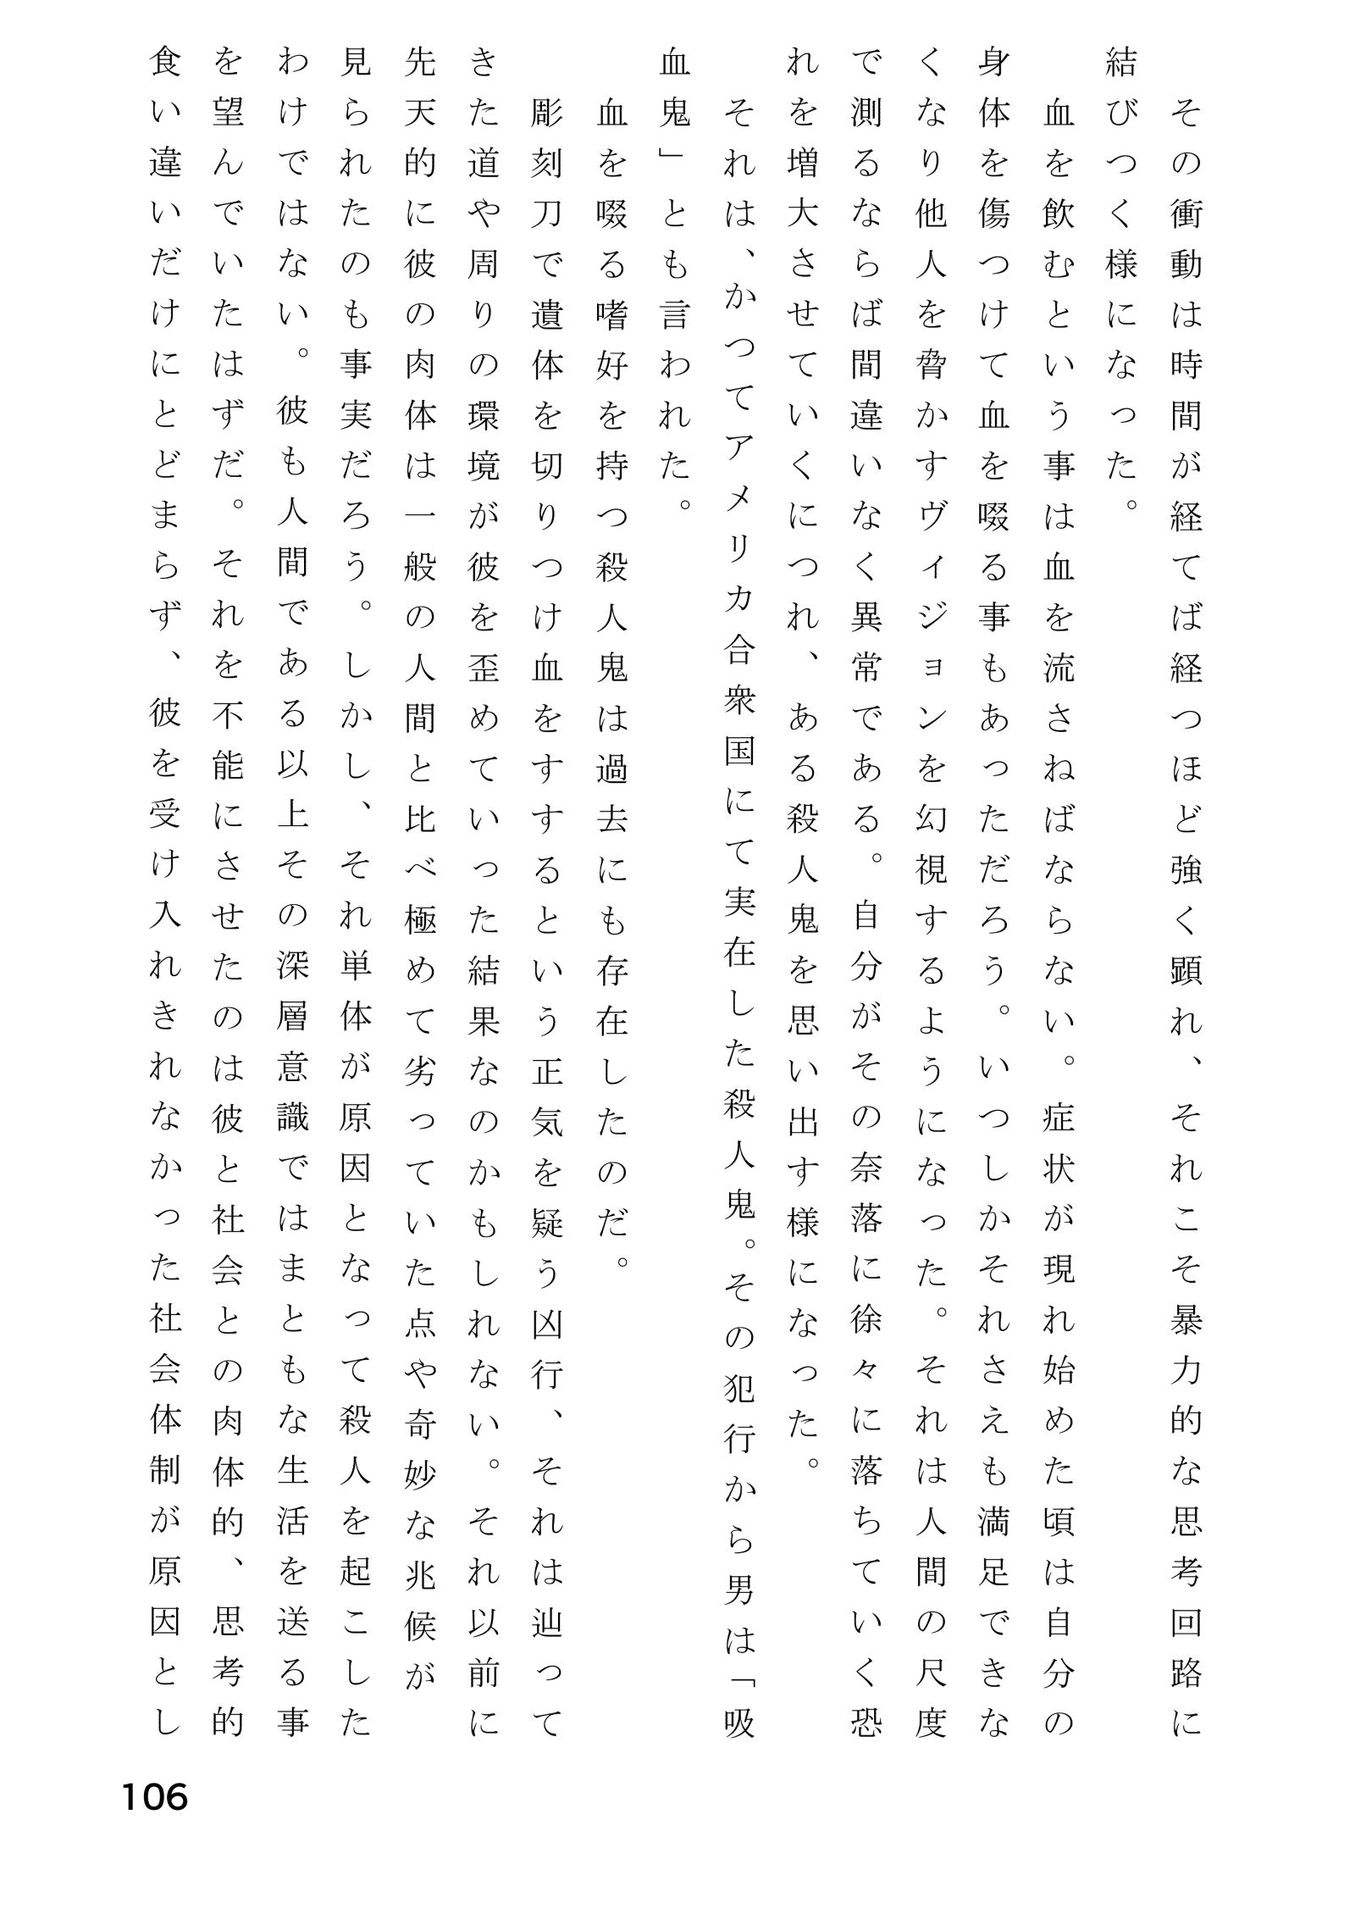 その衝動は時間が経てば経つほど強く顕れ、それこそ暴力的な思考回路に
結びつく様になった。
血を飲むという事は血を流さねばならない。症状が現れ始めた頃は自分の
身体を傷つけて血を啜る事もあっただろう。いつしかそれさえも満足できな
くなり他人を脅かすヴィジョンを幻視するようになった。それは人間の尺度
で測るならば間違いなく異常である。自分がその奈落に徐々に落ちていく恐
れを増大させていくにつれ、ある殺人鬼を思い出す様になった。
それは、かつてアメリカ合衆国にて実在した殺人鬼。その犯行から男は「吸
血鬼」とも言われた。
血を啜る嗜好を持つ殺人鬼は過去にも存在したのだ。
彫刻刀で遺体を切りつけ血をすするという正気を疑う凶行、それは辿って
きた道や周りの環境が彼を歪めていった結果なのかもしれない。それ以前に
先天的に彼の肉体は一般の人間と比べ極めて劣っていた点や奇妙な兆候が
見られたのも事実だろう。しかし、それ単体が原因となって殺人を起こした
わけではない。彼も人間である以上その深層意識ではまともな生活を送る事
を望んでいたはずだ。それを不能にさせたのは彼と社会との肉体的、思考的
食い違いだけにとどまらず、彼を受け入れきれなかった社会体制が原因とし
106